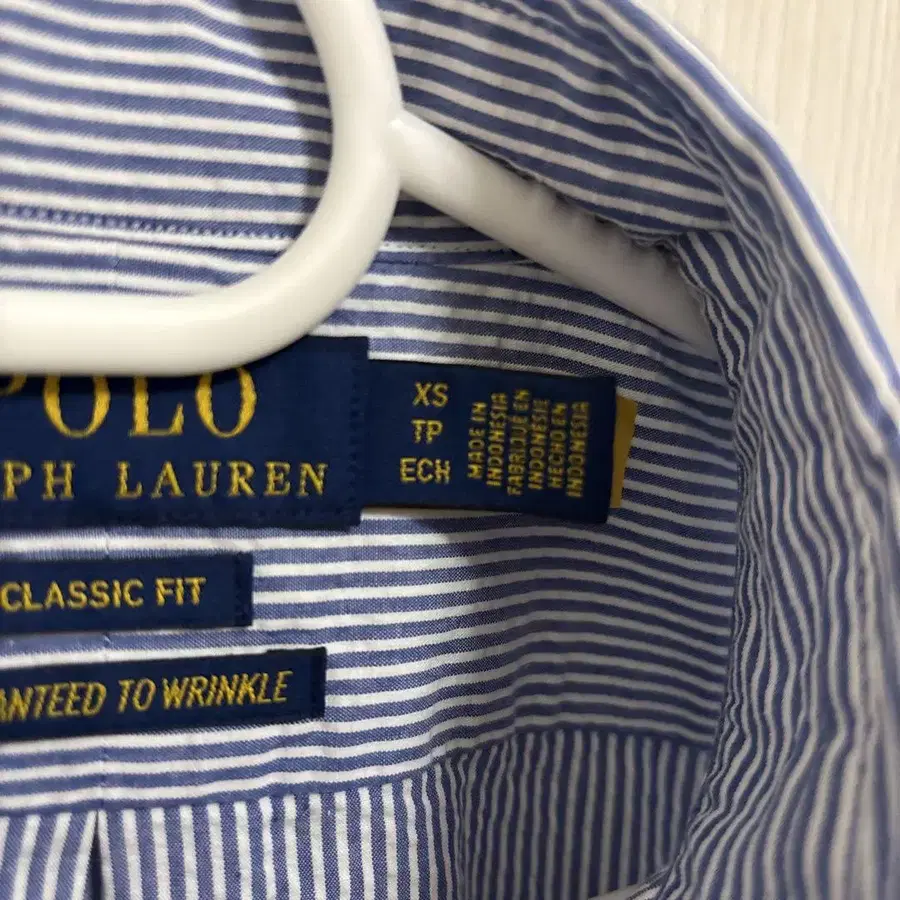 POLO
PH LAUREN
XS
TP
ECH
MADE IN
INDONESIA
FABRIQUE EN
INDONESIE
HECHO EN
INDONESIA
CLASSIC FIT
ANTEED TO WRINKLE